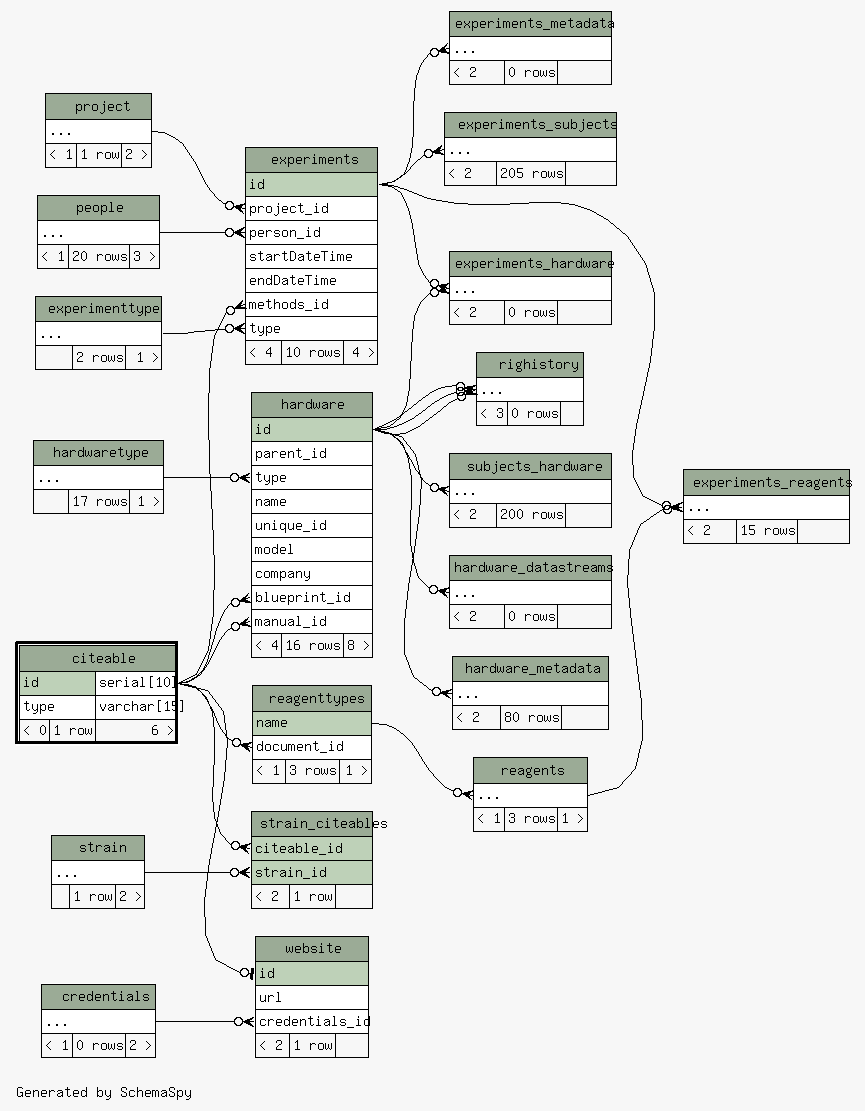 experiments_metadata
...
< 2 0 rows
project
...
< 1 1 row 2 >
experiments_subjects
...
< 2 205 rows
experiments
id
project_id
person_id
startDateTime
endDateTime
methods_id
type
< 4 10 rows 4 >
people
...
< 1 20 rows 3 >
experiments_hardware
...
< 2 0 rows
experimenttype
...
2 rows 1 >
righistory
...
< 3 0 rows
hardware
id
parent_id
type
name
unique_id
model
company
blueprint_id
manual_id
< 4 16 rows 8 >
hardwaretype
...
17 rows 1 >
subjects_hardware
...
< 2 200 rows
experiments_reagents
...
< 2 15 rows
hardware_datastreams
...
< 2 0 rows
citeable
id serial[10]
type varchar[15]
< 0 1 row 6 >
hardware_metadata
...
< 2 80 rows
reagenttypes
name
document_id
< 1 3 rows 1 >
reagents
...
< 1 3 rows 1 >
strain_citeables
citeable_id
strain_id
< 2 1 row
strain
...
1 row 2 >
website
id
url
credentials_id
< 2 1 row
credentials
...
< 1 0 rows 2 >
Generated by SchemaSpy